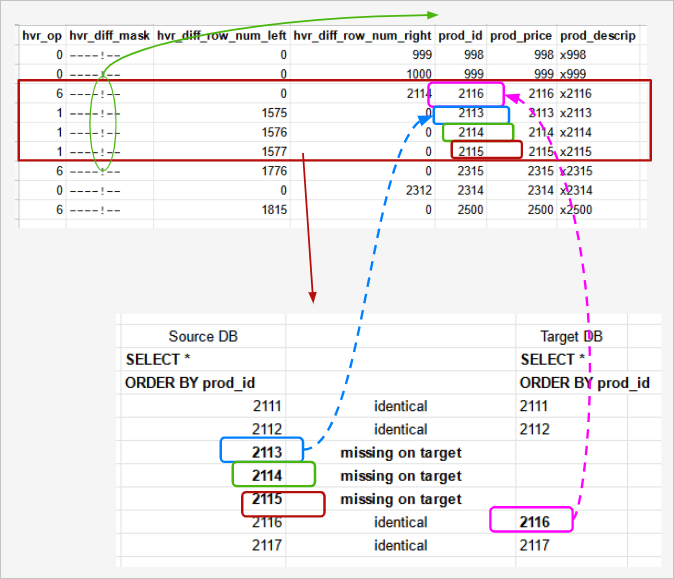 hvr_op hvr_diff_mask hvr_diff_row_num_left hvr_diff_row_num_right prod_id prod_price prod_descrip
0 ----!-- 0 999 998 998 x998
0 ----!-- 0 1000 999 999 x999
6 ----!-- 0 2114 2116 2116 x2116
1 ----!-- 1575 0 2113 2113 x2113
1 ----!-- 1576 0 2114 2114 x2114
1 ----!-- 1577 0 2115 2115 x2115
6 ----!-- 1776 0 2315 2315 x2315
0 ----!-- 0 2312 2314 2314 x2314
6 ----!-- 1815 0 2500 2500 x2500
Source DB Target DB
SELECT * SELECT *
ORDER BY prod_id ORDER BY prod_id
2111 identical 2111
2112 identical 2112
2113 missing on target
2114 missing on target
2115 missing on target
2116 identical 2116
2117 identical 2117